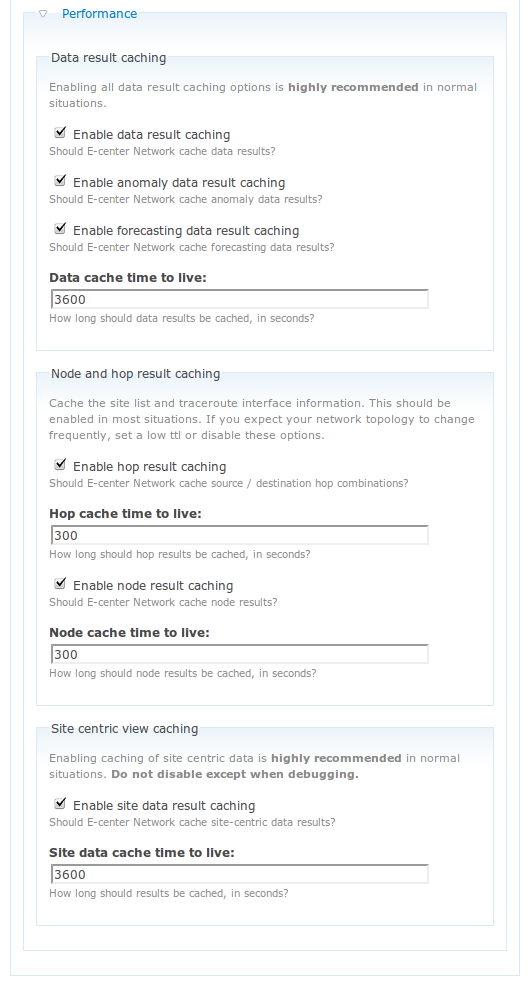 Performance
Data result caching
Enabling all data result caching options is highly recommended in normal
situations.
Enable data result caching
Should E-center Network cache data results?
Enable anomaly data result caching
Should E-center Network cache anomaly data results?
Enable forecasting data result caching
Should E-center Network cache forecasting data results?
Data cache time to live:
3600
How long should data results be cached, in seconds?
Node and hop result caching
Cache the site list and traceroute interface information. This should be
enabled in most situations. If you expect your network topology to change
frequently, set a low ttl or disable these options.
Enable hop result caching
Should E-center Network cache source / destination hop combinations?
Hop cache time to live:
300
How long should hop results be cached, in seconds?
Enable node result caching
Should E-center Network cache node results?
Node cache time to live:
300
How long should node results be cached, in seconds?
Site centric view caching
Enabling caching of site centric data is highly recommended in normal
situations. Do not disable except when debugging.
Enable site data result caching
Should E-center Network cache site-centric data results?
Site data cache time to live:
3600
How long should results be cached, in seconds?